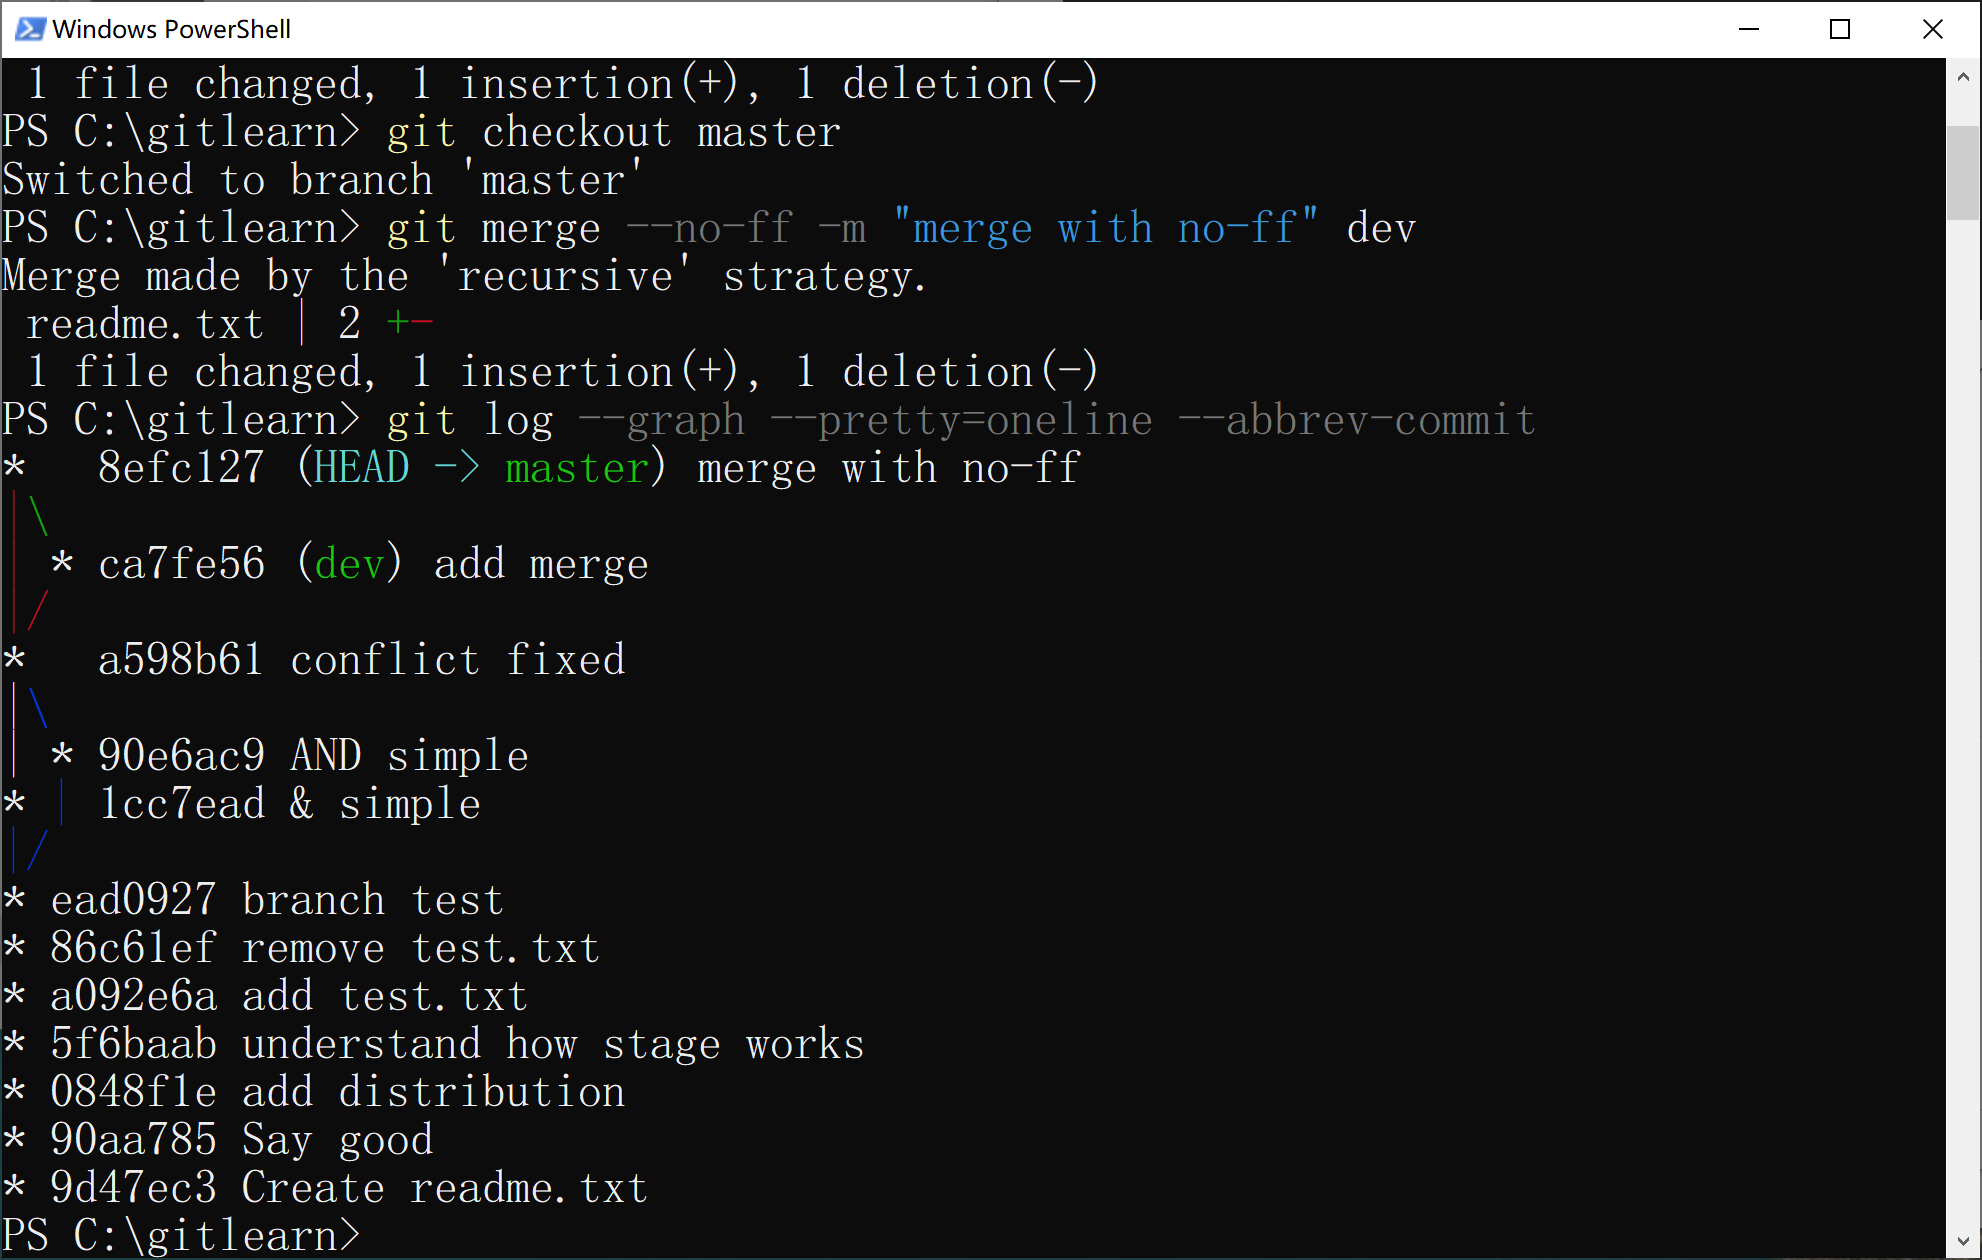 Windows PowerShell
 1 file changed, 1 insertion(+), 1 deletion(-)
PS C:\gitlearn> git checkout master
Switched to branch 'master'
PS C:\gitlearn> git merge --no-ff -m "merge with no-ff" dev
Merge made by the 'recursive' strategy.
 readme.txt | 2 +-
 1 file changed, 1 insertion(+), 1 deletion(-)
PS C:\gitlearn> git log --graph --pretty=oneline --abbrev-commit
*   8efc127 (HEAD -> master) merge with no-ff
|\
| * ca7fe56 (dev) add merge
|/
*   a598b61 conflict fixed
|\
| * 90e6ac9 AND simple
* | 1cc7ead & simple
|/
* ead0927 branch test
* 86c61ef remove test.txt
* a092e6a add test.txt
* 5f6baab understand how stage works
* 0848f1e add distribution
* 90aa785 Say good
* 9d47ec3 Create readme.txt
PS C:\gitlearn>